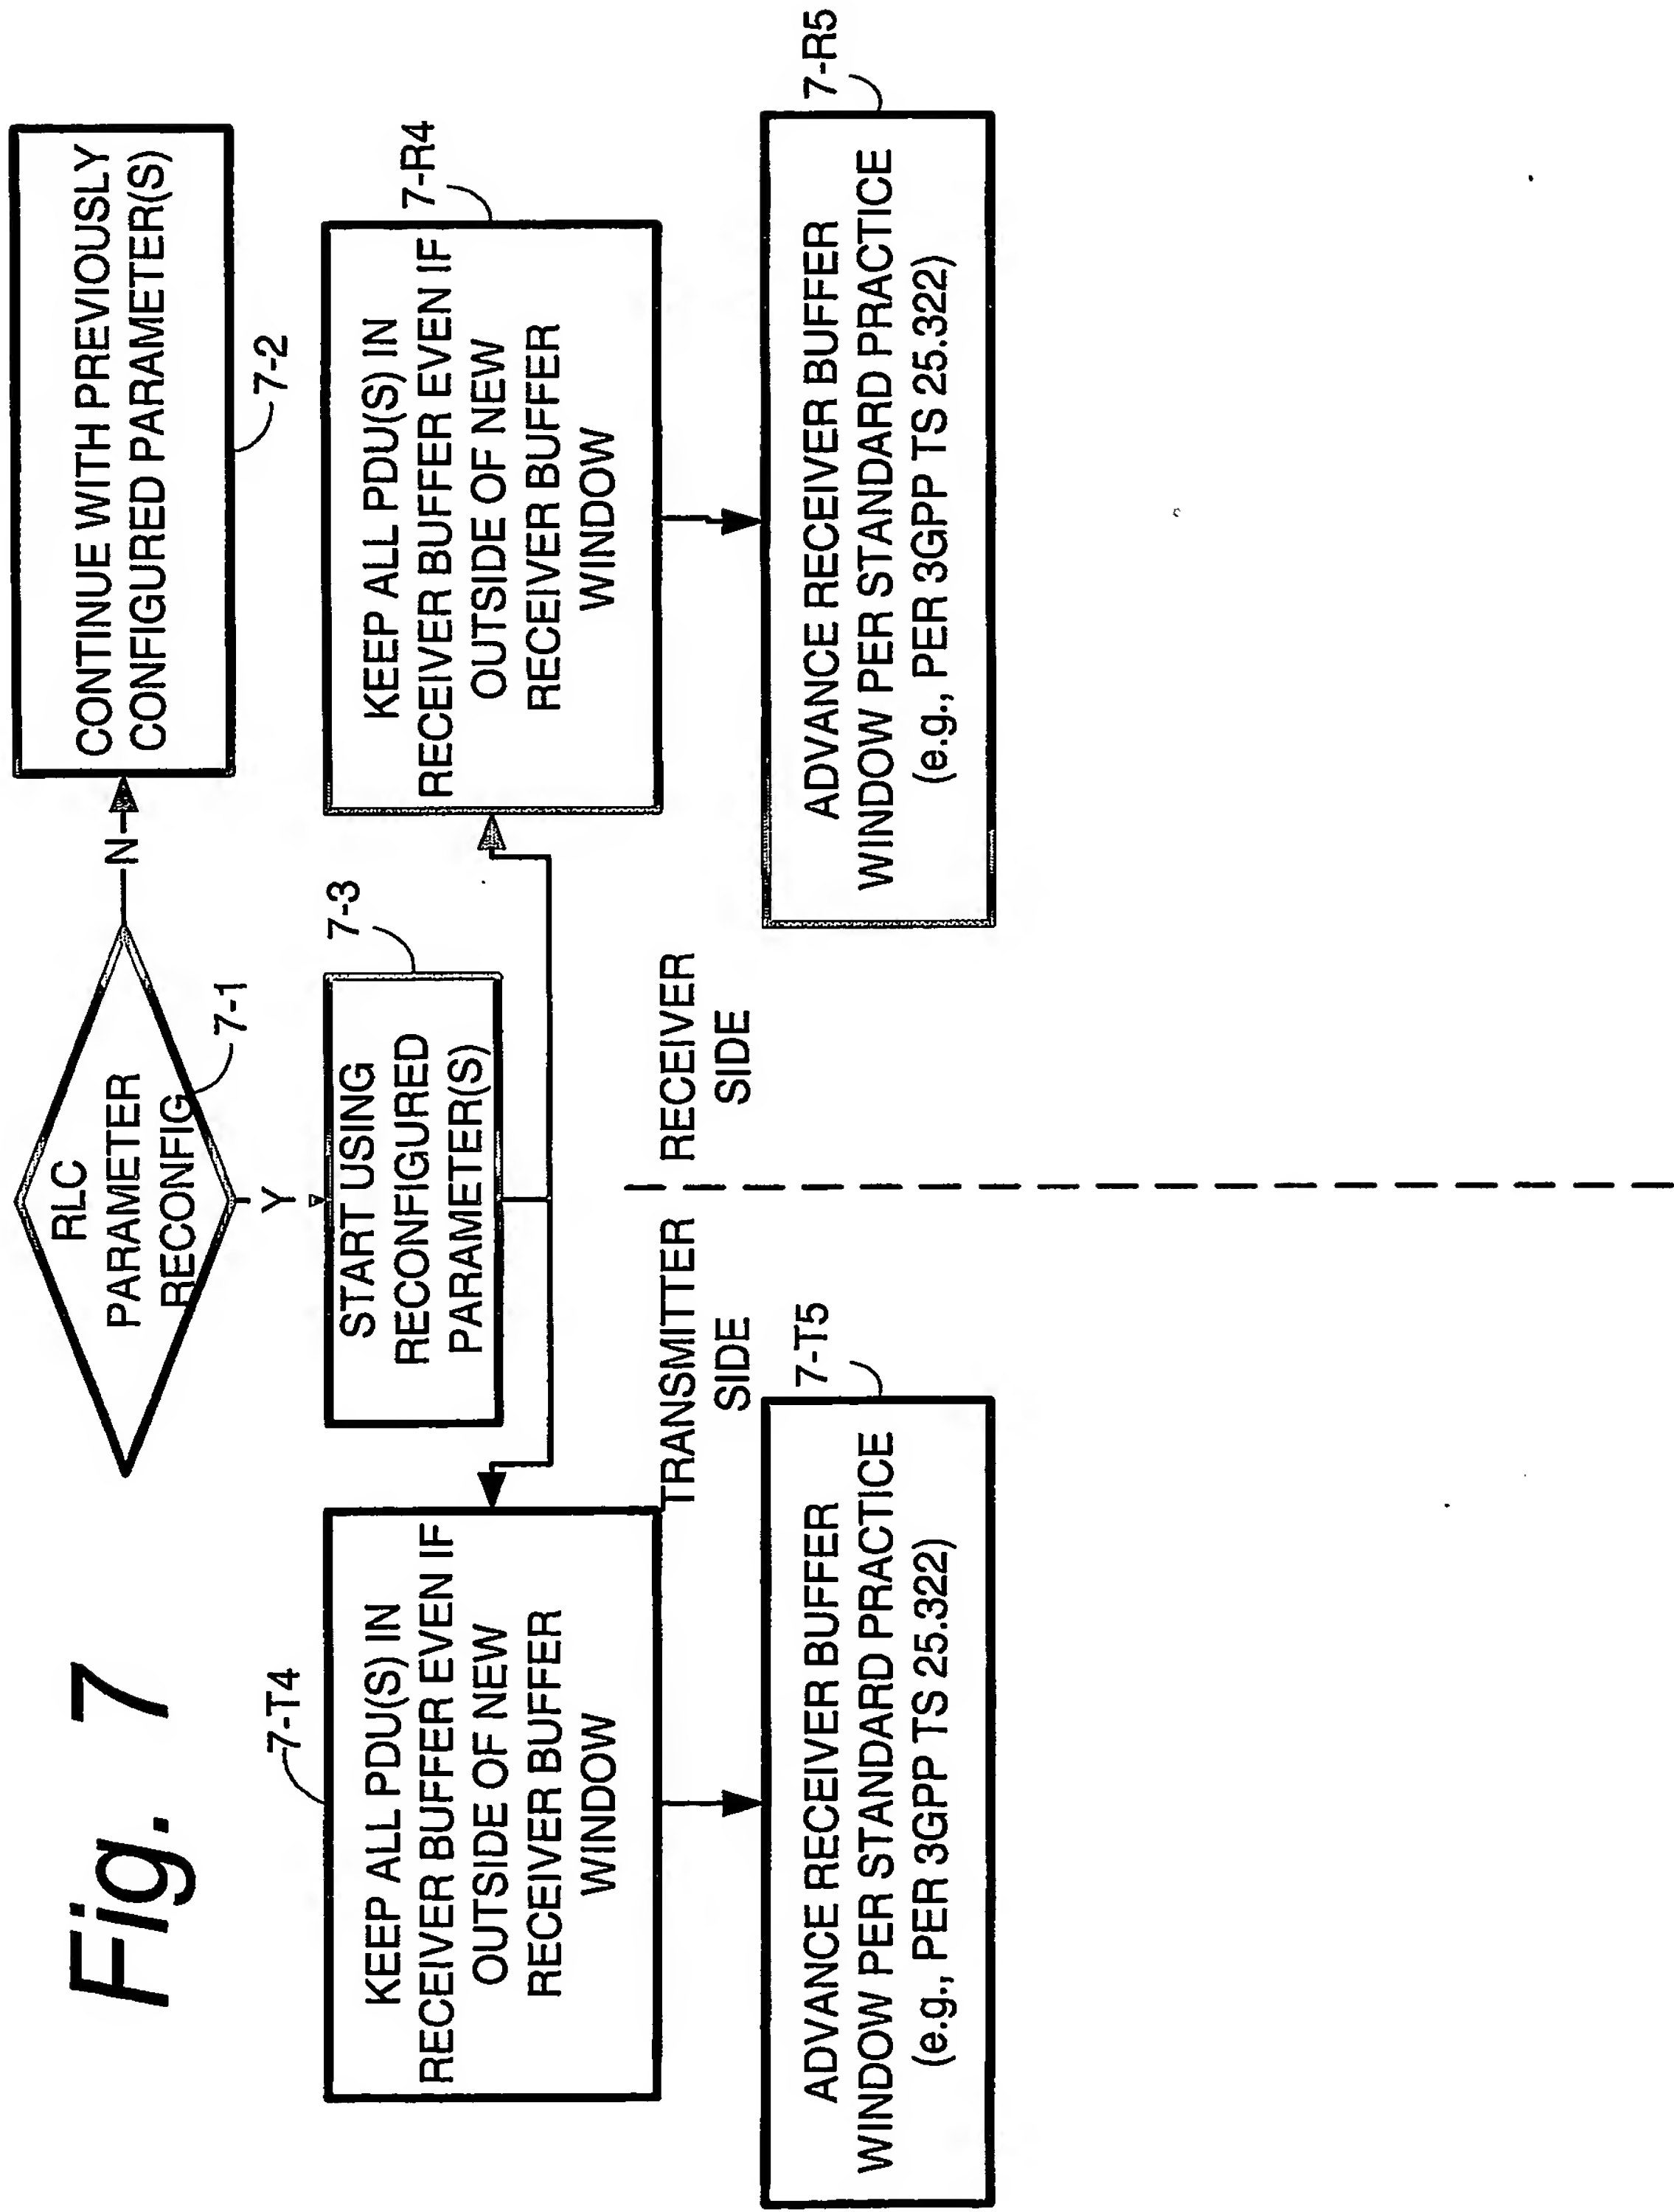 Fig. 7
RLC
PARAMETER
RECONFIG
7-1
N
CONTINUE WITH PREVIOUSLY
CONFIGURED PARAMETER(S)
7-2
Y
START USING
RECONFIGURED
PARAMETER(S)
7-3
7-T4
KEEP ALL PDU(S) IN
RECEIVER BUFFER EVEN IF
OUTSIDE OF NEW
RECEIVER BUFFER
WINDOW
7-R4
KEEP ALL PDU(S) IN
RECEIVER BUFFER EVEN IF
OUTSIDE OF NEW
RECEIVER BUFFER
WINDOW
TRANSMITTER
SIDE
RECEIVER
SIDE
7-T5
ADVANCE RECEIVER BUFFER
WINDOW PER STANDARD PRACTICE
(e.g., PER 3GPP TS 25.322)
7-R5
ADVANCE RECEIVER BUFFER
WINDOW PER STANDARD PRACTICE
(e.g., PER 3GPP TS 25.322)